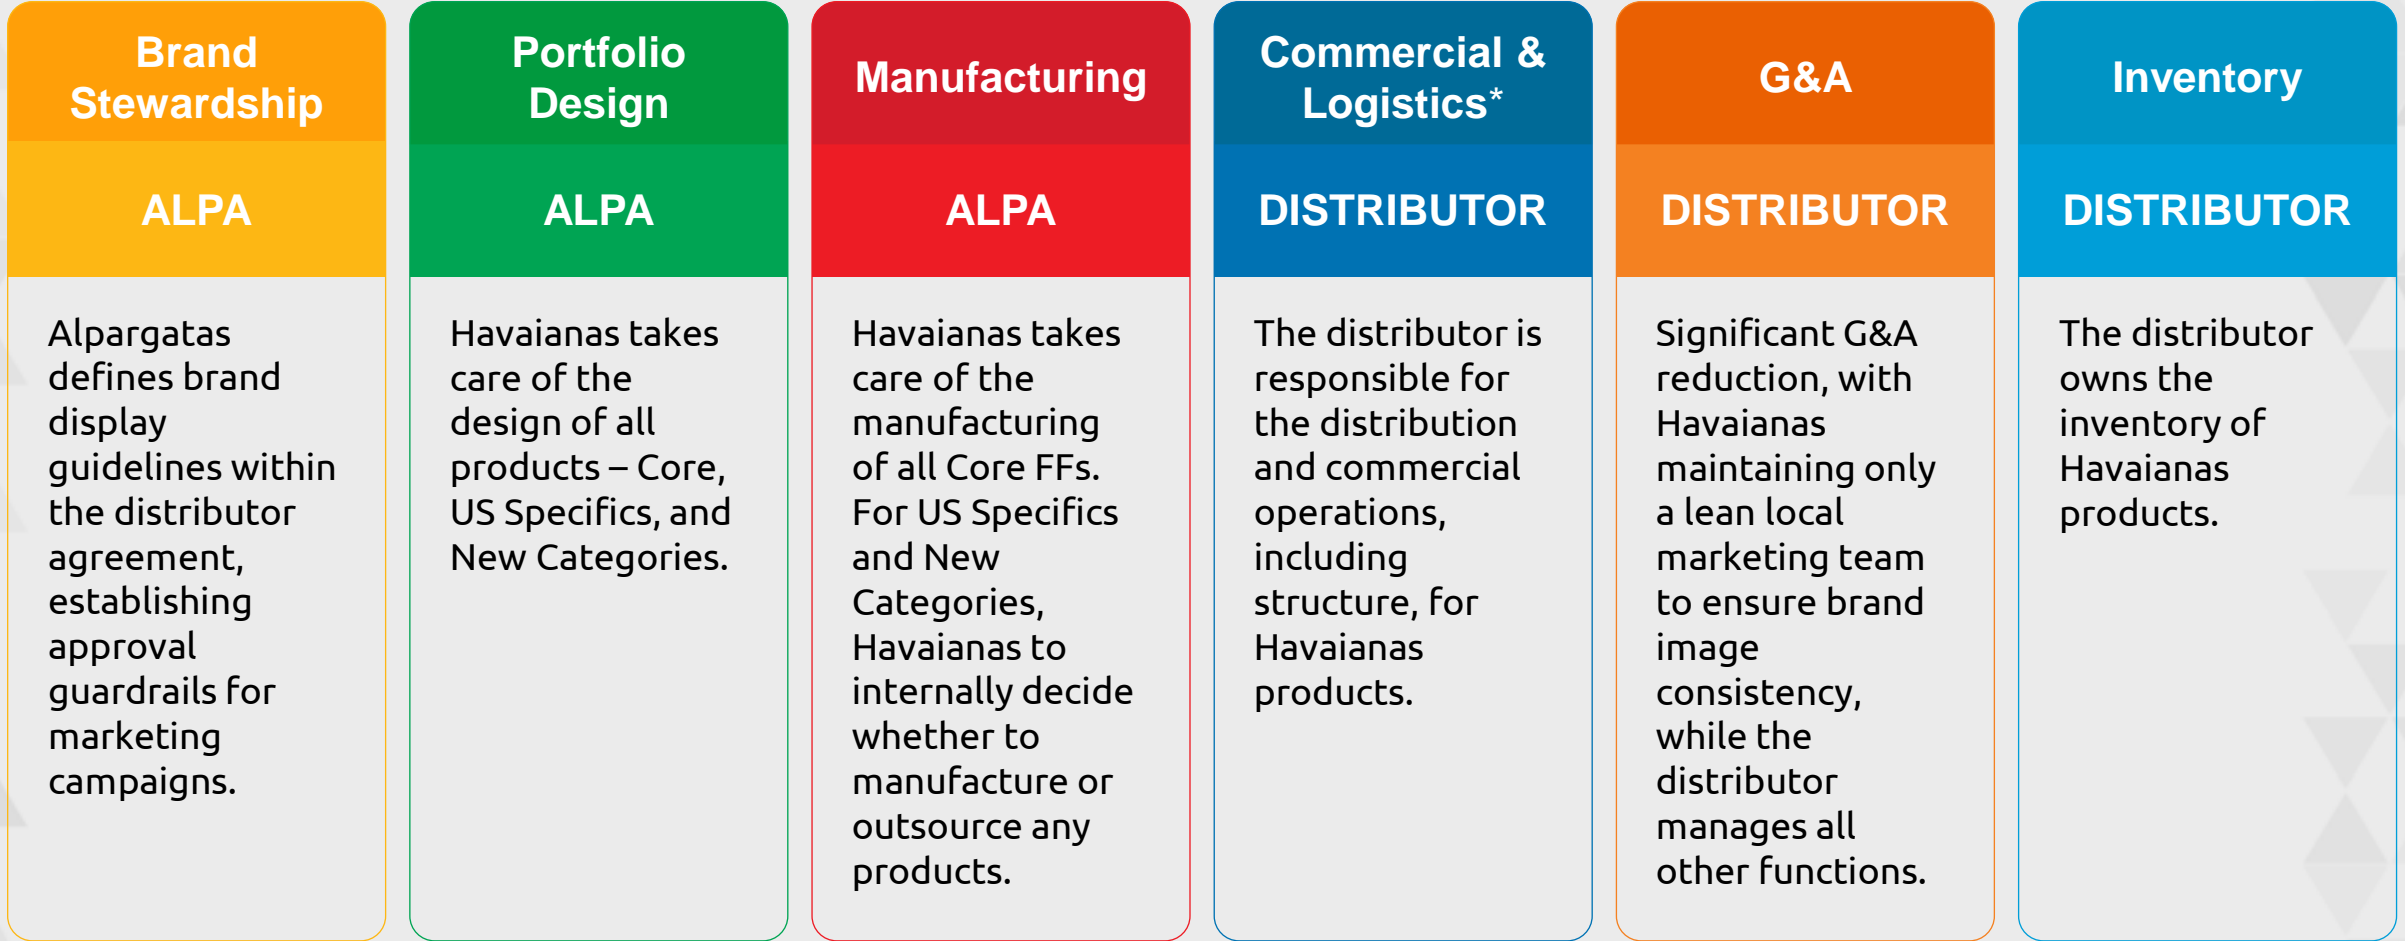 Brand
Stewardship
ALPA
Alpargatas
defines brand
display
guidelines within
the distributor
agreement,
establishing
approval
guardrails for
marketing
campaigns.
Portfolio
Design
ALPA
Havaianas takes
care of the
design of all
products – Core,
US Specifics, and
New Categories.
Manufacturing
ALPA
Havaianas takes
care of the
manufacturing
of all Core FFs.
For US Specifics
and New
Categories,
Havaianas to
internally decide
whether to
manufacture or
outsource any
products.
Commercial &
Logistics*
DISTRIBUTOR
The distributor is
responsible for
the distribution
and commercial
operations,
including
structure, for
Havaianas
products.
G&A
DISTRIBUTOR
Significant G&A
reduction, with
Havaianas
maintaining only
a lean local
marketing team
to ensure brand
image
consistency,
while the
distributor
manages all
other functions.
Inventory
DISTRIBUTOR
The distributor
owns the
inventory of
Havaianas
products.